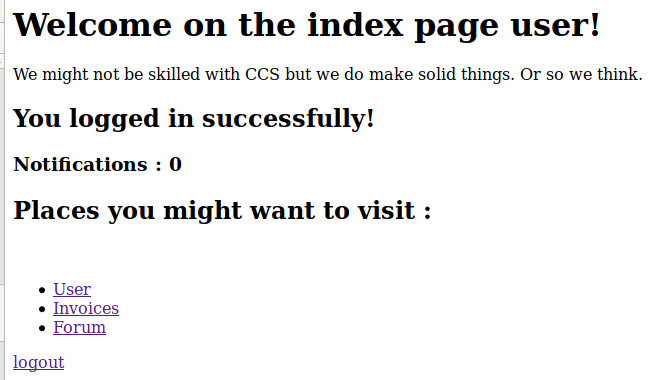 Welcome on the index page user!
We might not be skilled with CCS but we do make solid things. Or so we think.
You logged in successfully!
Notifications : 0
Places you might want to visit :
User
Invoices
Forum
logout